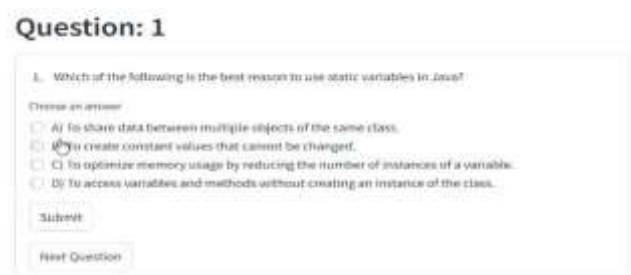 Question: 1
1. Which of the following is the best reason to use static variables in Java?
Choose an answer
A) To share data between multiple objects of the same class.
To create constant values that cannot be changed.
C) To optimize memory usage by reducing the number of instances of a variable.
D) To access variables and methods without creating an instance of the class.
Submit
Next Question